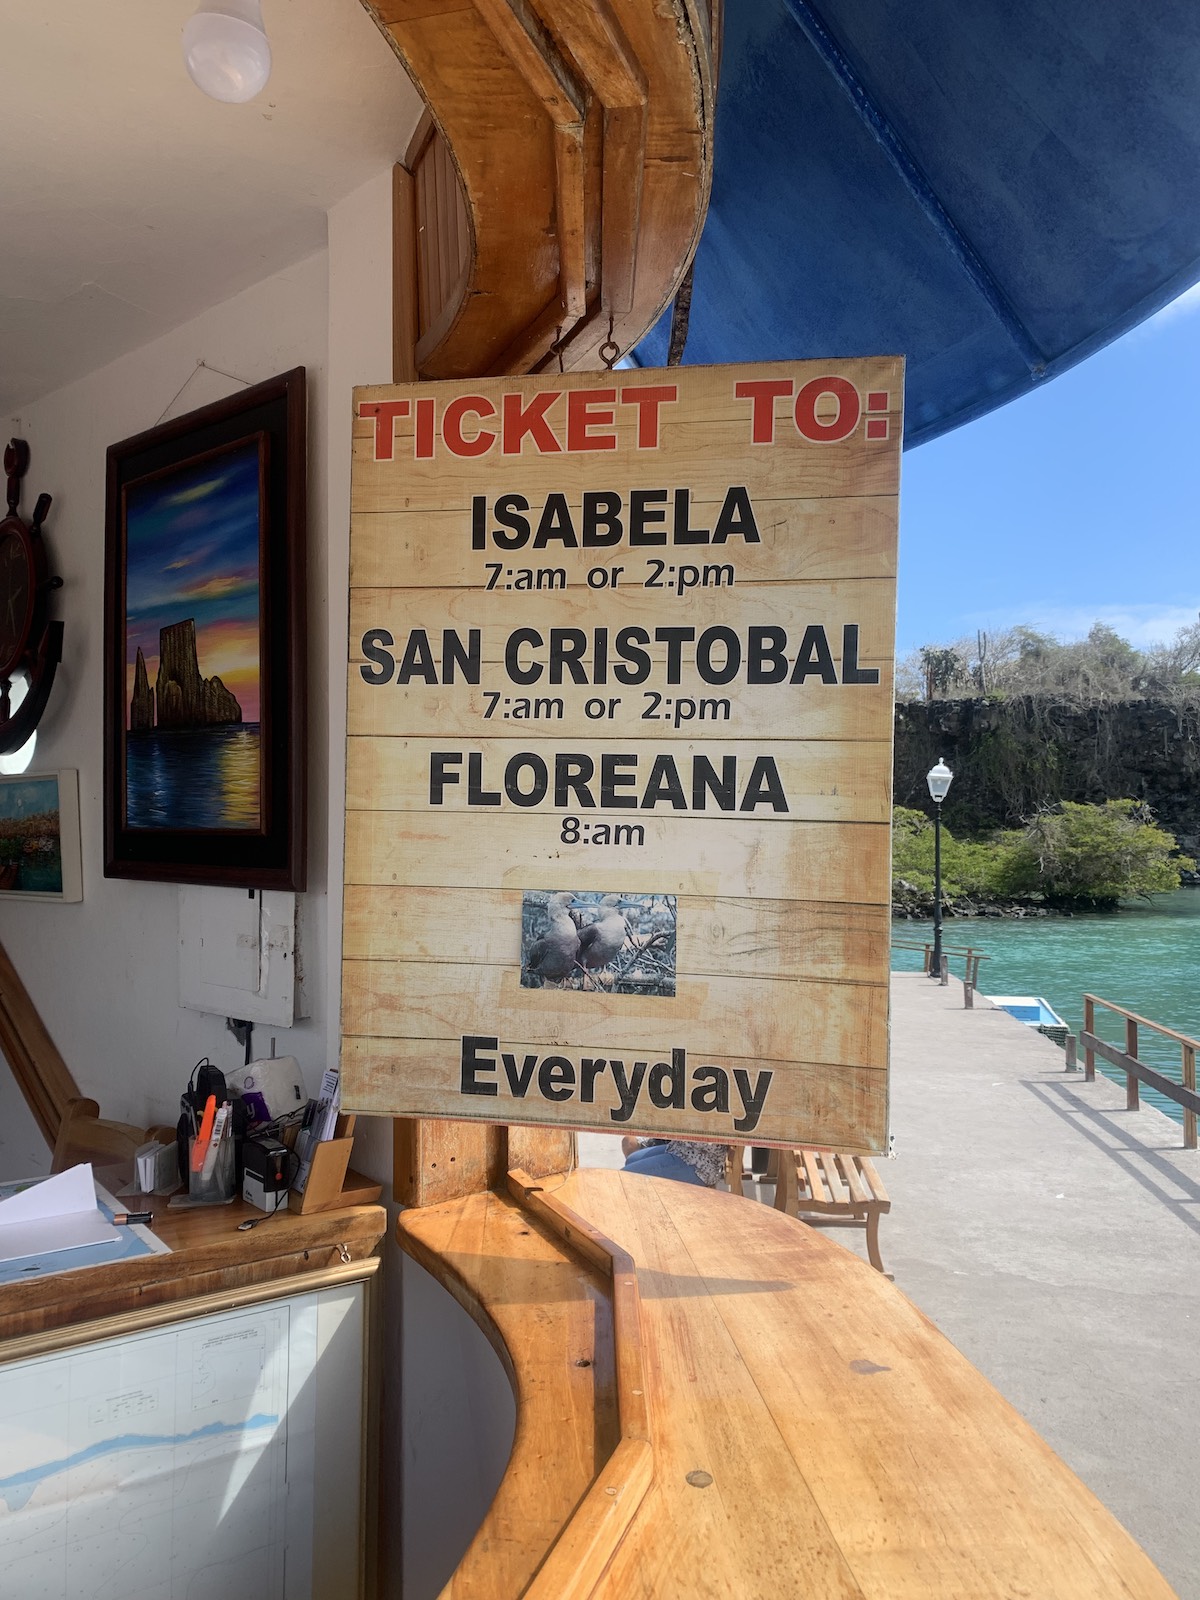 TICKET TO:
ISABELA
7:am or 2:pm
SAN CRISTOBAL
7:am or 2:pm
FLOREANA
8:am
Everyday